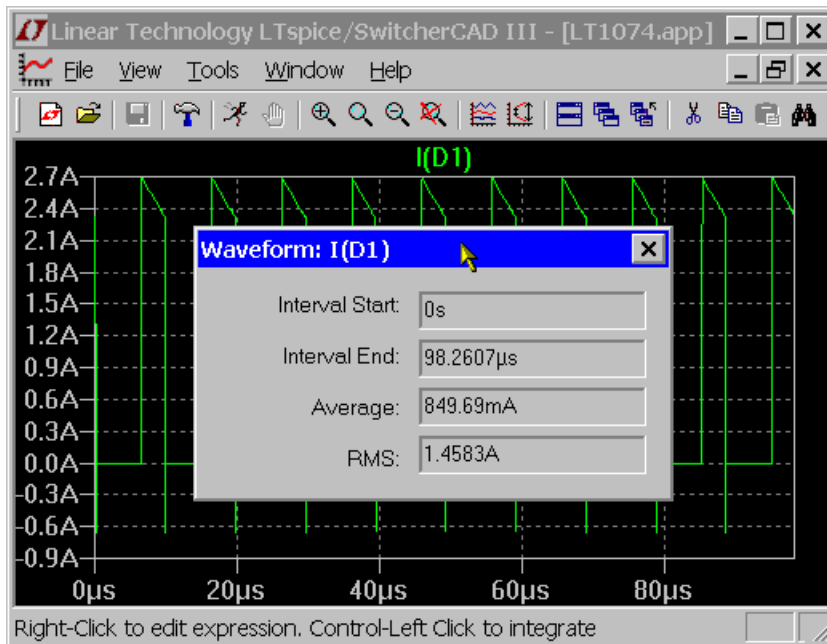 Linear Technology LTspice/SwitcherCAD III - [LT1074.app]
File View Tools Window Help
I(D1)
2.7A
2.4A
2.1A
1.8A
1.5A
1.2A
0.9A
0.6A
0.3A
0.0A
-0.3A
-0.6A
-0.9A
Waveform: I(D1)
Interval Start: 0s
Interval End: 98.2607µs
Average: 849.69mA
RMS: 1.4583A
0µs 20µs 40µs 60µs 80µs
Right-Click to edit expression. Control-Left Click to integrate